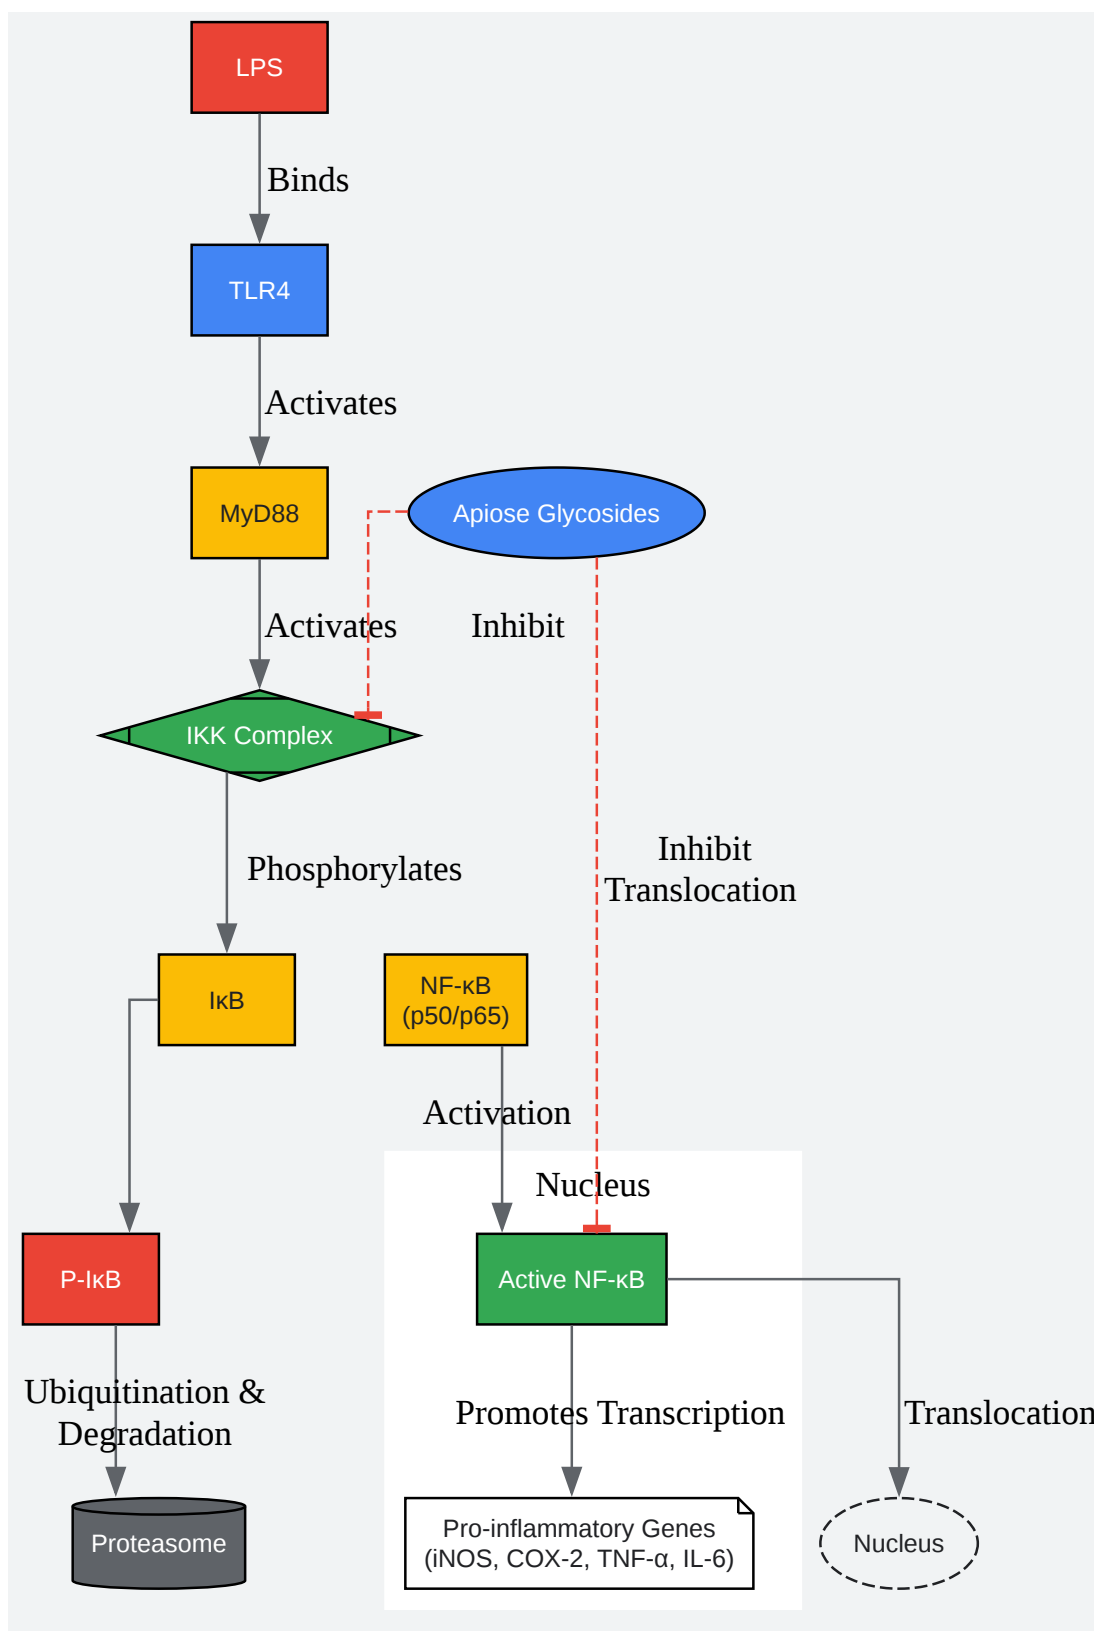 LPS
Binds
TLR4
Activates
MyD88
Apiose Glycosides
Activates
Inhibit
IKK Complex
Phosphorylates
Inhibit
Translocation
IκB
NF-κB
(p50/p65)
Activation
Nucleus
P-IκB
Active NF-κB
Ubiquitination &
Degradation
Promotes Transcription
Translocation
Proteasome
Pro-inflammatory Genes
(iNOS, COX-2, TNF-α, IL-6)
Nucleus